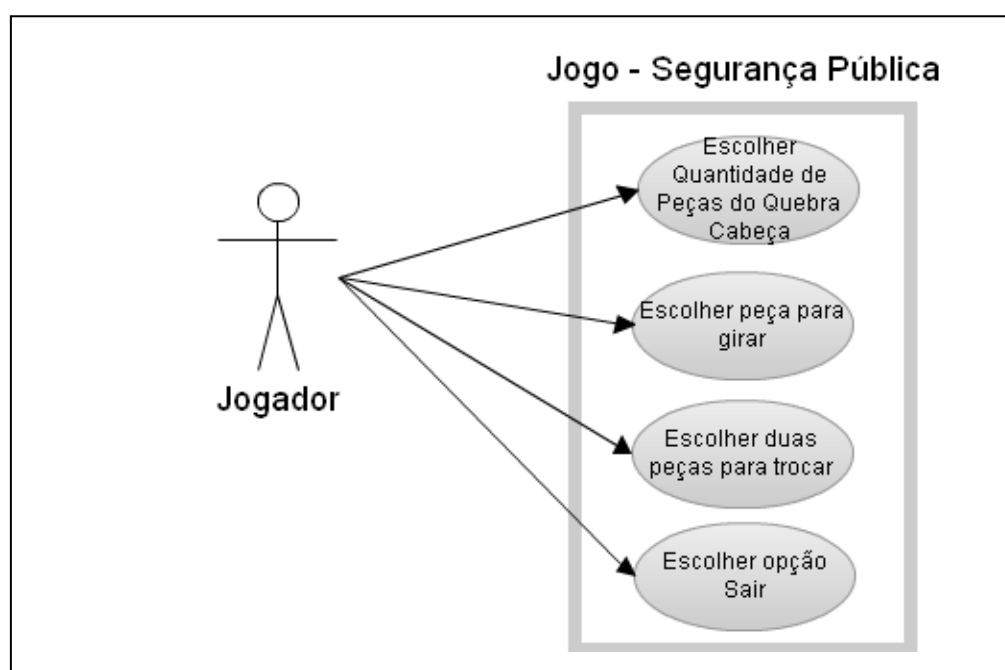 Jogo - Segurança Pública
Escolher
Quantidade de
Peças do Quebra
Cabeça
Escolher peça para
girar
Escolher duas
peças para trocar
Escolher opção
Sair
Jogador